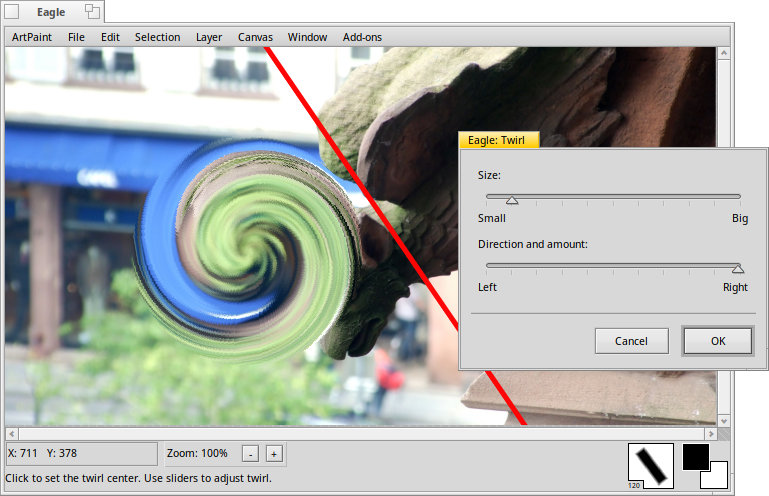 Eagle
ArtPaint File Edit Selection Layer Canvas Window Add-ons
Eagle: Twirl
Size:
Small Big
Direction and amount:
Left Right
Cancel OK
X: 711 Y: 378 Zoom: 100% - +
120
Click to set the twirl center. Use sliders to adjust twirl.